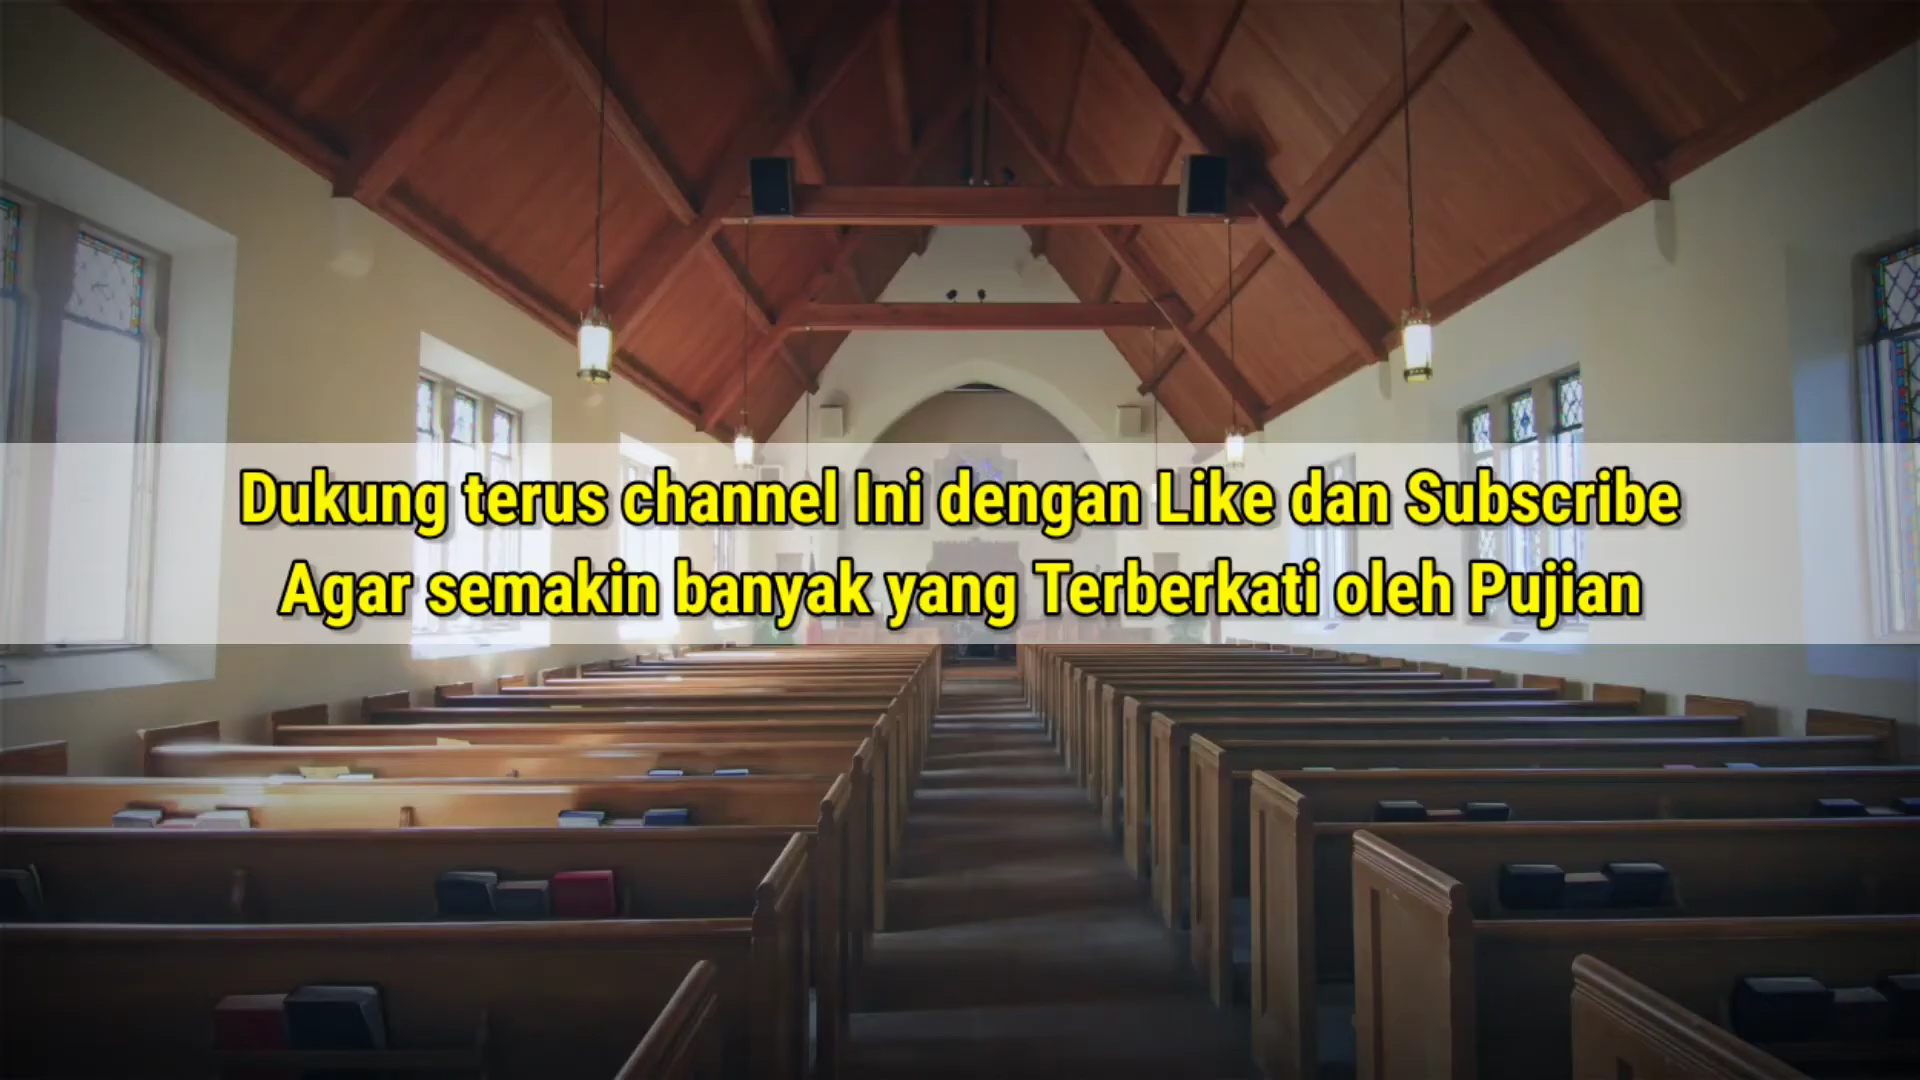 Dukung terus channel Ini dengan Like dan Subscribe
Agar semakin banyak yang Terberkati oleh Pujian